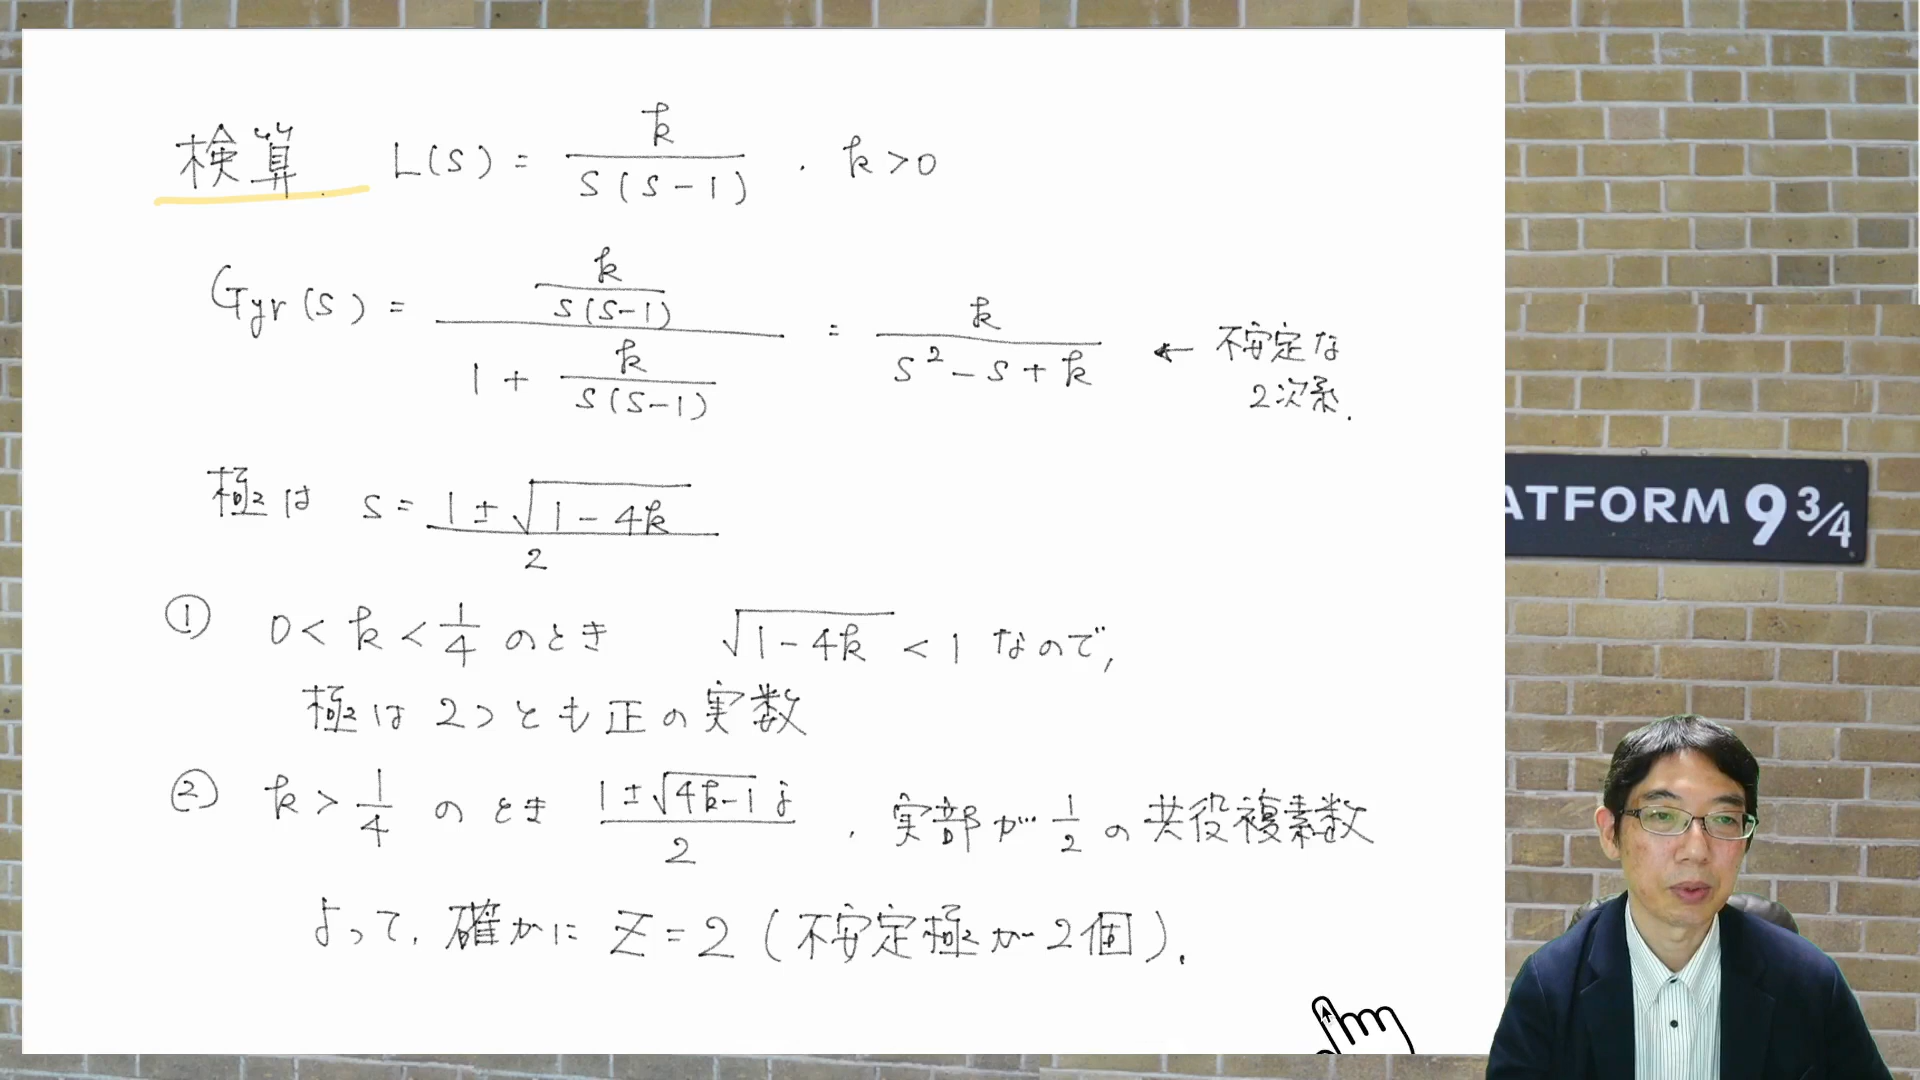 検算 L(s) = k / s(s-1) , k > 0
Gyr(s) = k/s(s-1) / 1 + k/s(s-1) = k / s² - s + k ← 不安定な
2次系.
極は s = 1 ± √1-4k / 2
① 0 < k < 1/4 のとき √1-4k < 1 なので,
極は 2つとも正の実数
② k > 1/4 のとき 1 ± √4k-1 j / 2 , 実部が 1/2 の共役複素数
よって, 確かに Z = 2 (不安定極が2個).
ATFORM 9 3/4